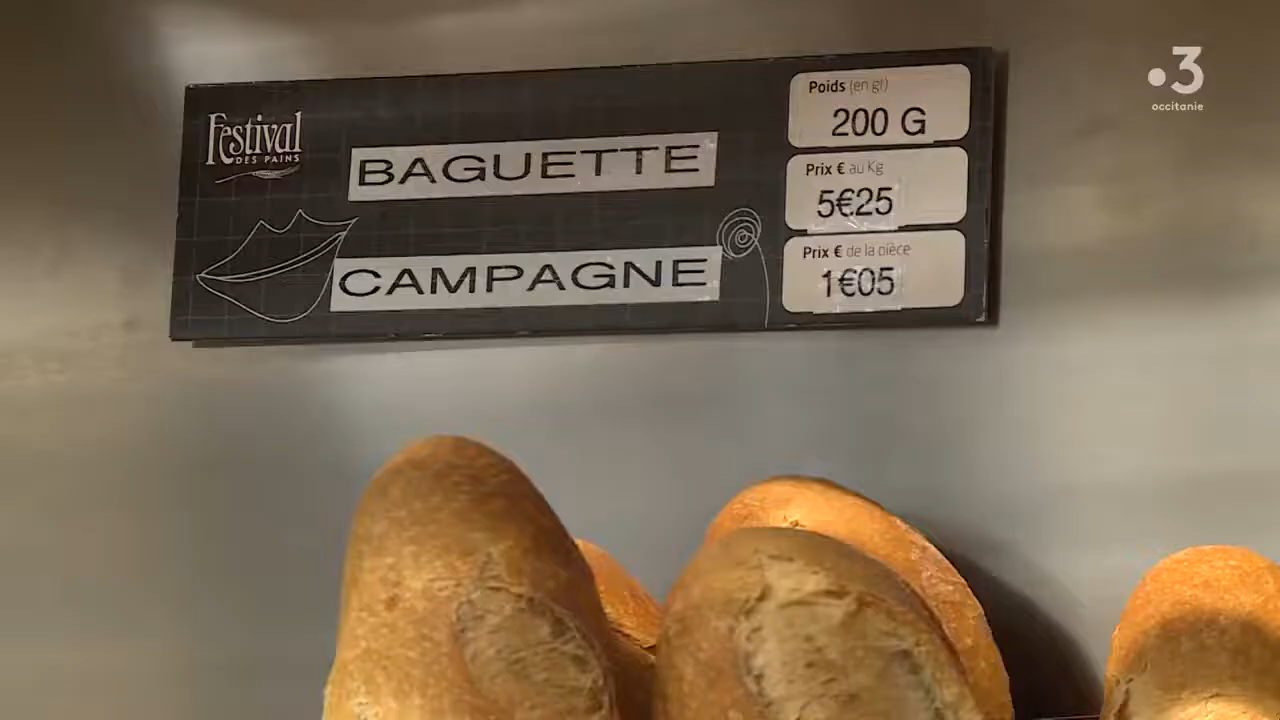 Festival
DES PAINS
BAGUETTE
CAMPAGNE
Poids (en gr)
200 G
Prix € au Kg
5€25
Prix € de la pièce
1€05
3
occitanie